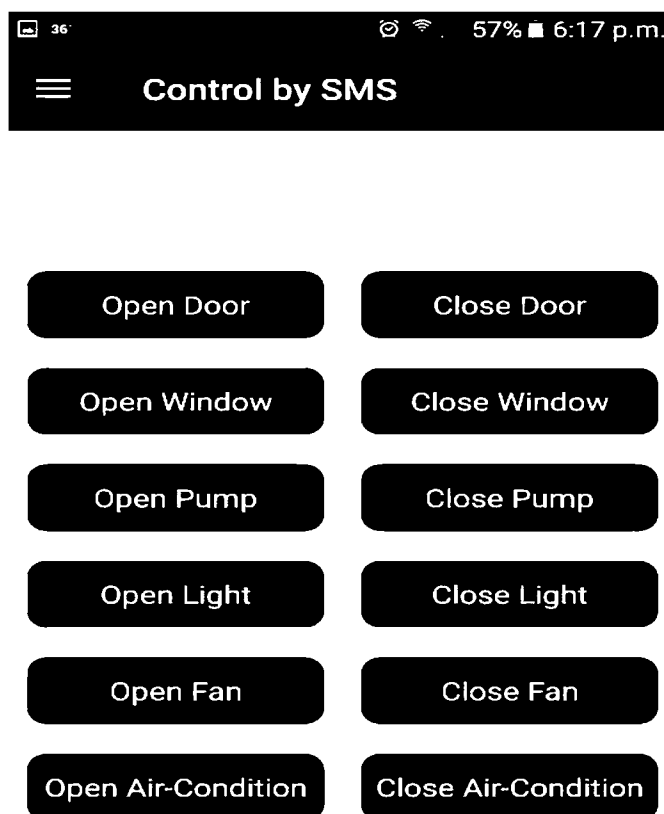 36° 57% 6:17 p.m.
Control by SMS
Open Door Close Door
Open Window Close Window
Open Pump Close Pump
Open Light Close Light
Open Fan Close Fan
Open Air-Condition Close Air-Condition